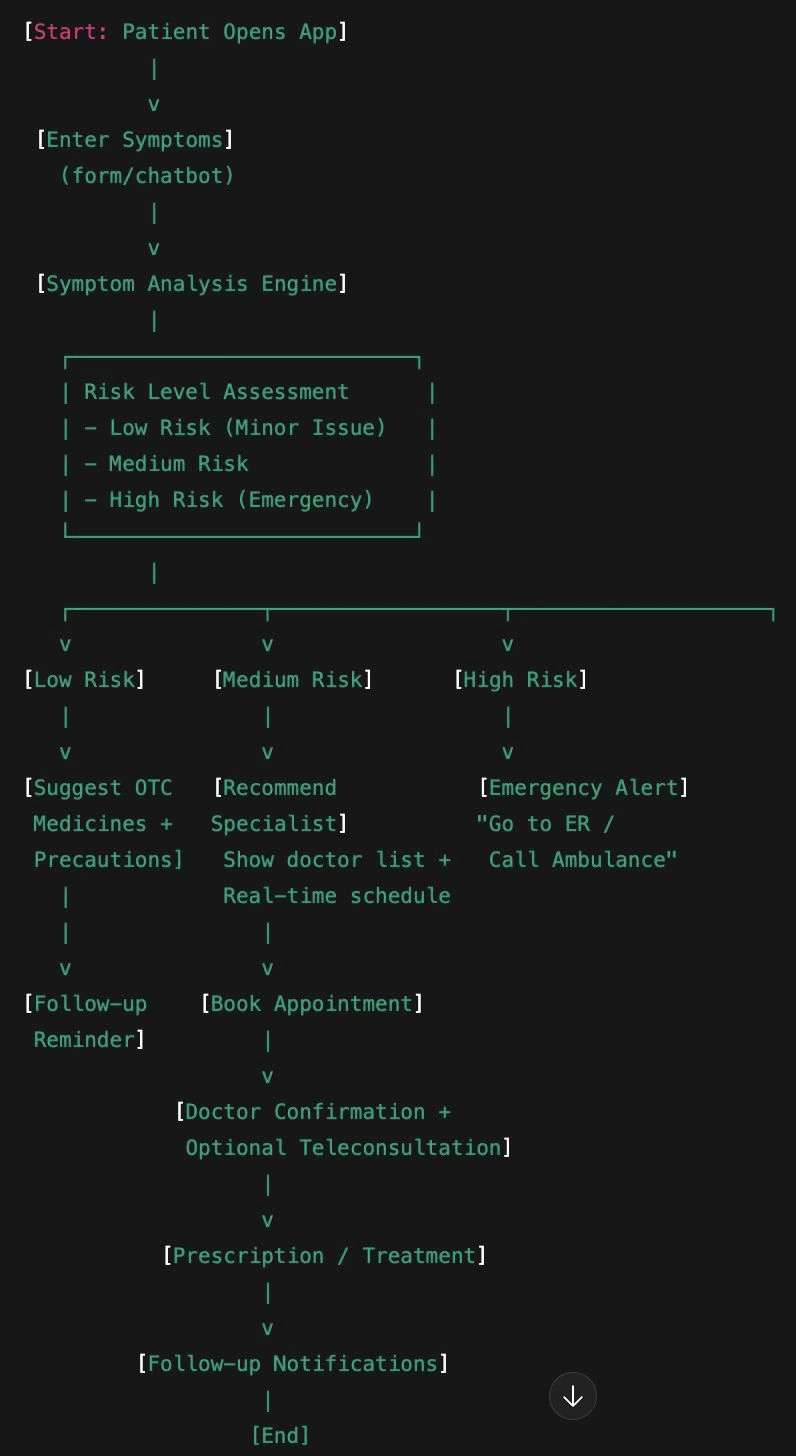 [Start: Patient Opens App]
|
v
[Enter Symptoms]
(form/chatbot)
|
v
[Symptom Analysis Engine]
|
┌────────────────────────────┐
| Risk Level Assessment      |
| - Low Risk (Minor Issue)   |
| - Medium Risk              |
| - High Risk (Emergency)    |
└────────────────────────────┘
|
┌───────────────┬──────────────────┬────────────────────┐
v               v                  v
[Low Risk]     [Medium Risk]      [High Risk]
|               |                  |
v               v                  v
[Suggest OTC   [Recommend           [Emergency Alert]
Medicines +   Specialist]          "Go to ER /
Precautions]   Show doctor list +   Call Ambulance"
|            Real-time schedule
|               |
v               v
[Follow-up    [Book Appointment]
Reminder]         |
v
[Doctor Confirmation +
Optional Teleconsultation]
|
v
[Prescription / Treatment]
|
v
[Follow-up Notifications]
|
[End]